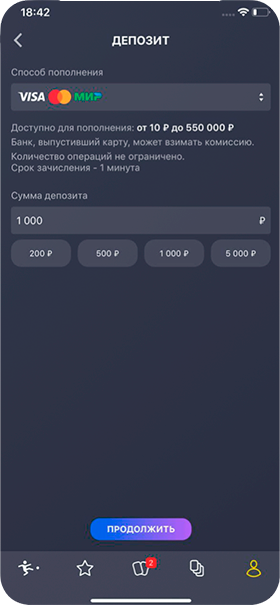 18:42
ДЕПОЗИТ
Способ пополнения
VISA МИР
Доступно для пополнения: от 10 ₽ до 550 000 ₽
Банк, выпустивший карту, может взимать комиссию.
Количество операций не ограничено.
Срок зачисления - 1 минута
Сумма депозита
1 000 ₽
200 ₽ 500 ₽ 1 000 ₽ 5 000 ₽
ПРОДОЛЖИТЬ
2